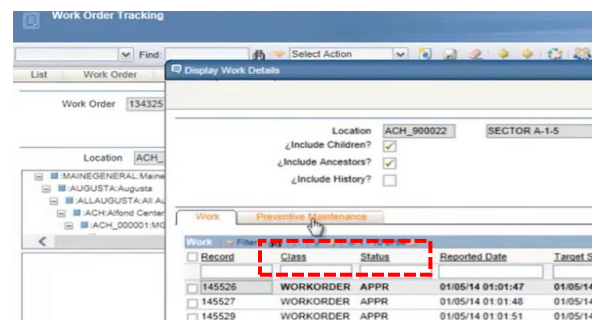 Work Order Tracking
Find: Select Action
List Work Order Display Work Details
Work Order 134325
Location ACH_900022 SECTOR A-1-5
¿Include Children?
¿Include Ancestors?
¿Include History?
Location ACH_
:MAINEGENERAL:Maine
:AUGUSTA:Augusta
:ALLAUGUSTA:All Au
:ACH:Alfond Center
:ACH_000001:MG
Work Preventive Maintenance
Work Filter
Record Class Status Reported Date Target S
145526 WORKORDER APPR 01/05/14 01:01:47 01/05/14
145527 WORKORDER APPR 01/05/14 01:01:48 01/05/14
145529 WORKORDER APPR 01/05/14 01:01:51 01/05/14